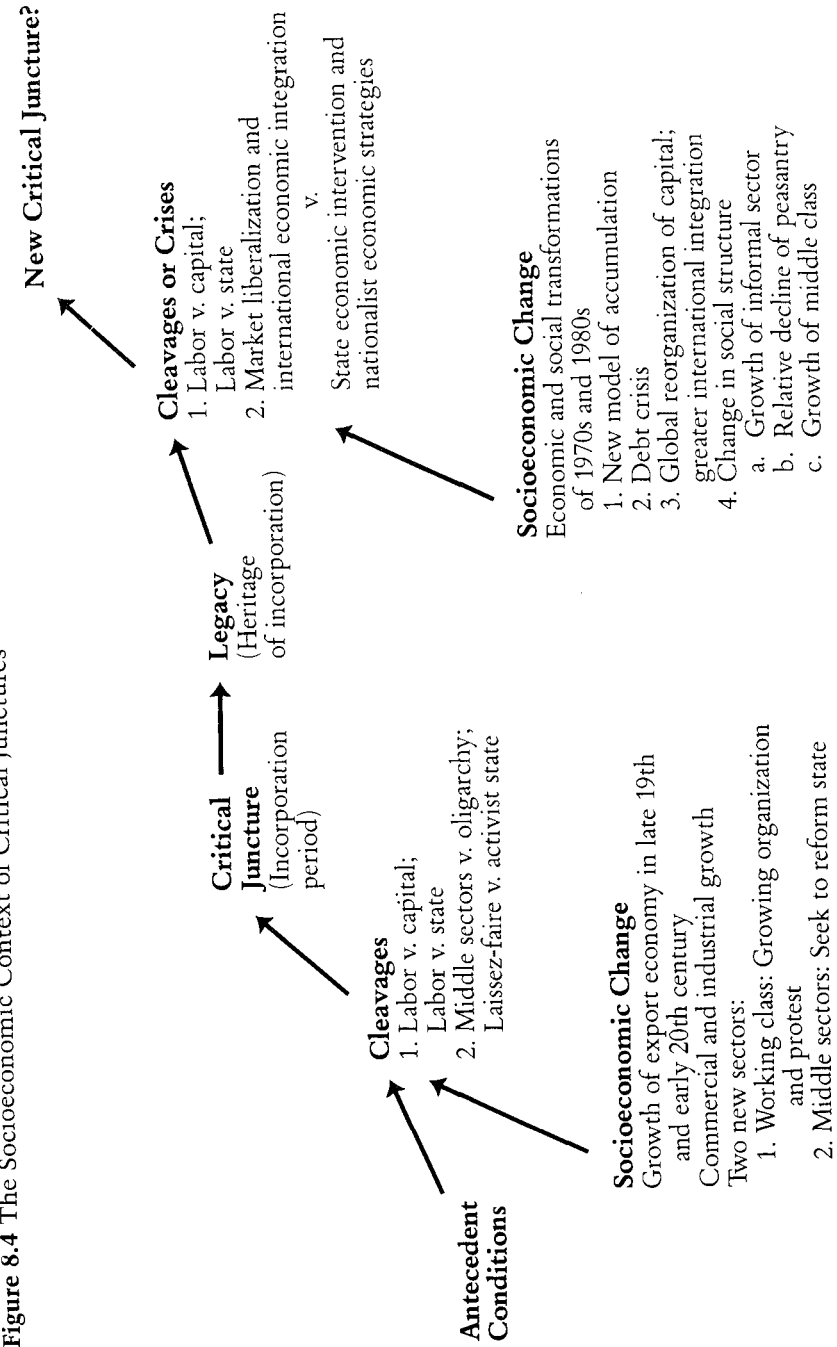 Figure 8.4 The Socioeconomic Context of Critical Junctures
Antecedent
Conditions
Socioeconomic Change
Growth of export economy in late 19th
and early 20th century
Commercial and industrial growth
Two new sectors:
1. Working class: Growing organization
and protest
2. Middle sectors: Seek to reform state
Cleavages
1. Labor v. capital;
Labor v. state
2. Middle sectors v. oligarchy;
Laissez-faire v. activist state
Critical
Juncture
(Incorporation
period)
Legacy
(Heritage
of incorporation)
Socioeconomic Change
Economic and social transformations
of 1970s and 1980s
1. New model of accumulation
2. Debt crisis
3. Global reorganization of capital;
greater international integration
4. Change in social structure
a. Growth of informal sector
b. Relative decline of peasantry
c. Growth of middle class
Cleavages or Crises
1. Labor v. capital;
Labor v. state
2. Market liberalization and
international economic integration
v.
State economic intervention and
nationalist economic strategies
New Critical Juncture?